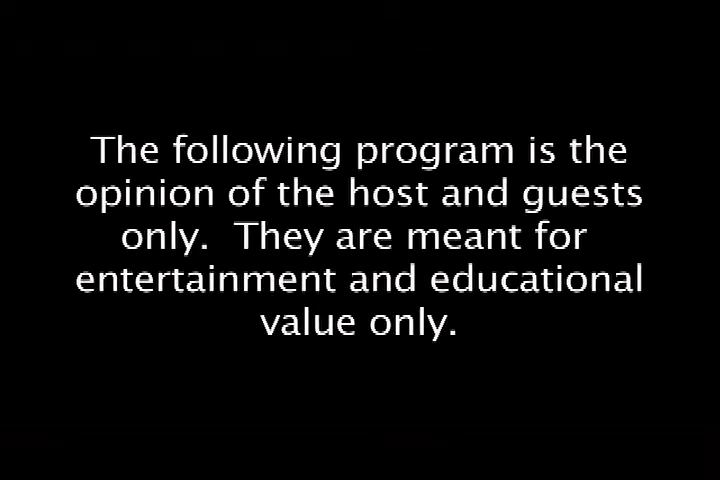 The following program is the
opinion of the host and guests
only.  They are meant for
entertainment and educational
value only.